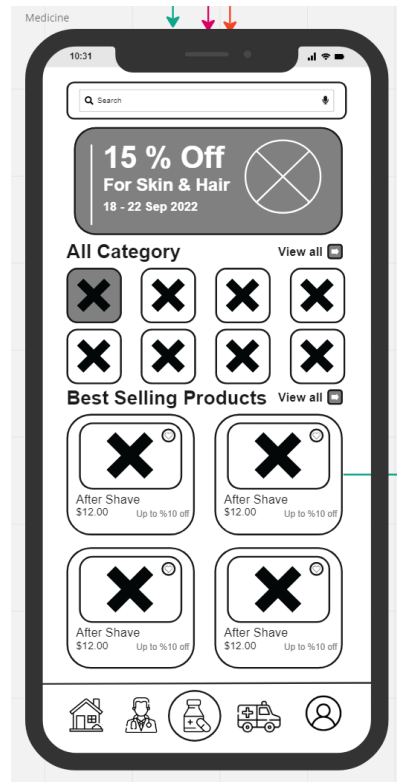 Medicine
10:31
Search
15 % Off
For Skin & Hair
18 - 22 Sep 2022
All Category View all
Best Selling Products View all
After Shave After Shave
$12.00 Up to %10 off $12.00 Up to %10 off
After Shave After Shave
$12.00 Up to %10 off $12.00 Up to %10 off